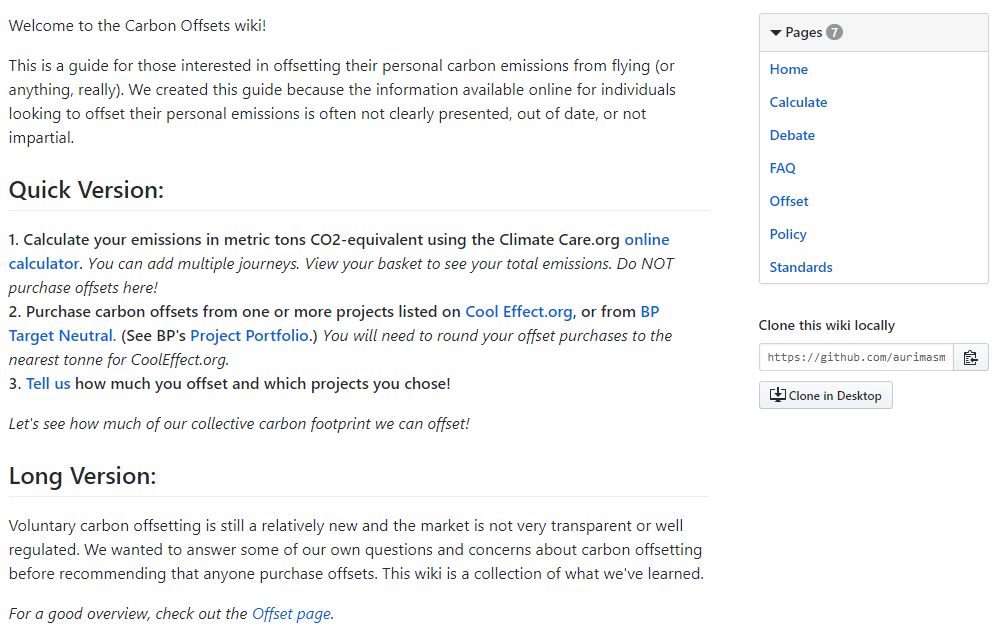 Welcome to the Carbon Offsets wiki!
This is a guide for those interested in offsetting their personal carbon emissions from flying (or
anything, really). We created this guide because the information available online for individuals
looking to offset their personal emissions is often not clearly presented, out of date, or not
impartial.
Quick Version:
1. Calculate your emissions in metric tons CO2-equivalent using the Climate Care.org online
calculator. You can add multiple journeys. View your basket to see your total emissions. Do NOT
purchase offsets here!
2. Purchase carbon offsets from one or more projects listed on Cool Effect.org, or from BP
Target Neutral. (See BP's Project Portfolio.) You will need to round your offset purchases to the
nearest tonne for CoolEffect.org.
3. Tell us how much you offset and which projects you chose!
Let's see how much of our collective carbon footprint we can offset!
Long Version:
Voluntary carbon offsetting is still a relatively new and the market is not very transparent or well
regulated. We wanted to answer some of our own questions and concerns about carbon offsetting
before recommending that anyone purchase offsets. This wiki is a collection of what we've learned.
For a good overview, check out the Offset page.
Pages 7
Home
Calculate
Debate
FAQ
Offset
Policy
Standards
Clone this wiki locally
https://github.com/aurimasm
Clone in Desktop